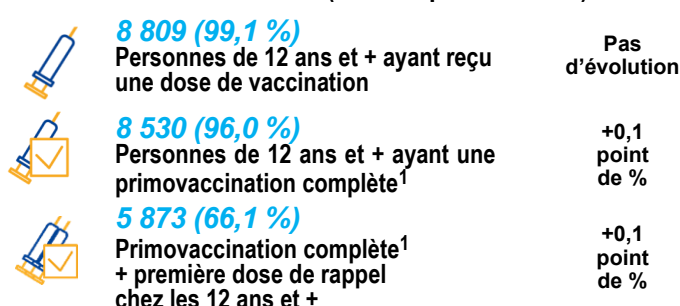 8 809 (99,1 %)
Personnes de 12 ans et + ayant reçu
une dose de vaccination
Pas
d’évolution
8 530 (96,0 %)
Personnes de 12 ans et + ayant une
primovaccination complète1
+0,1
point
de %
5 873 (66,1 %)
Primovaccination complète1
+ première dose de rappel
chez les 12 ans et +
+0,1
point
de %